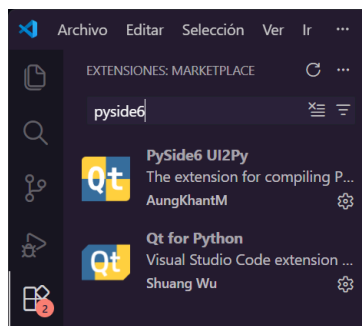 Archivo Editar Selección Ver Ir ···
EXTENSIONES: MARKETPLACE
pyside6
Qt
PySide6 UI2Py
The extension for compiling P...
AungKhantM
Qt
Qt for Python
Visual Studio Code extension ...
Shuang Wu
2